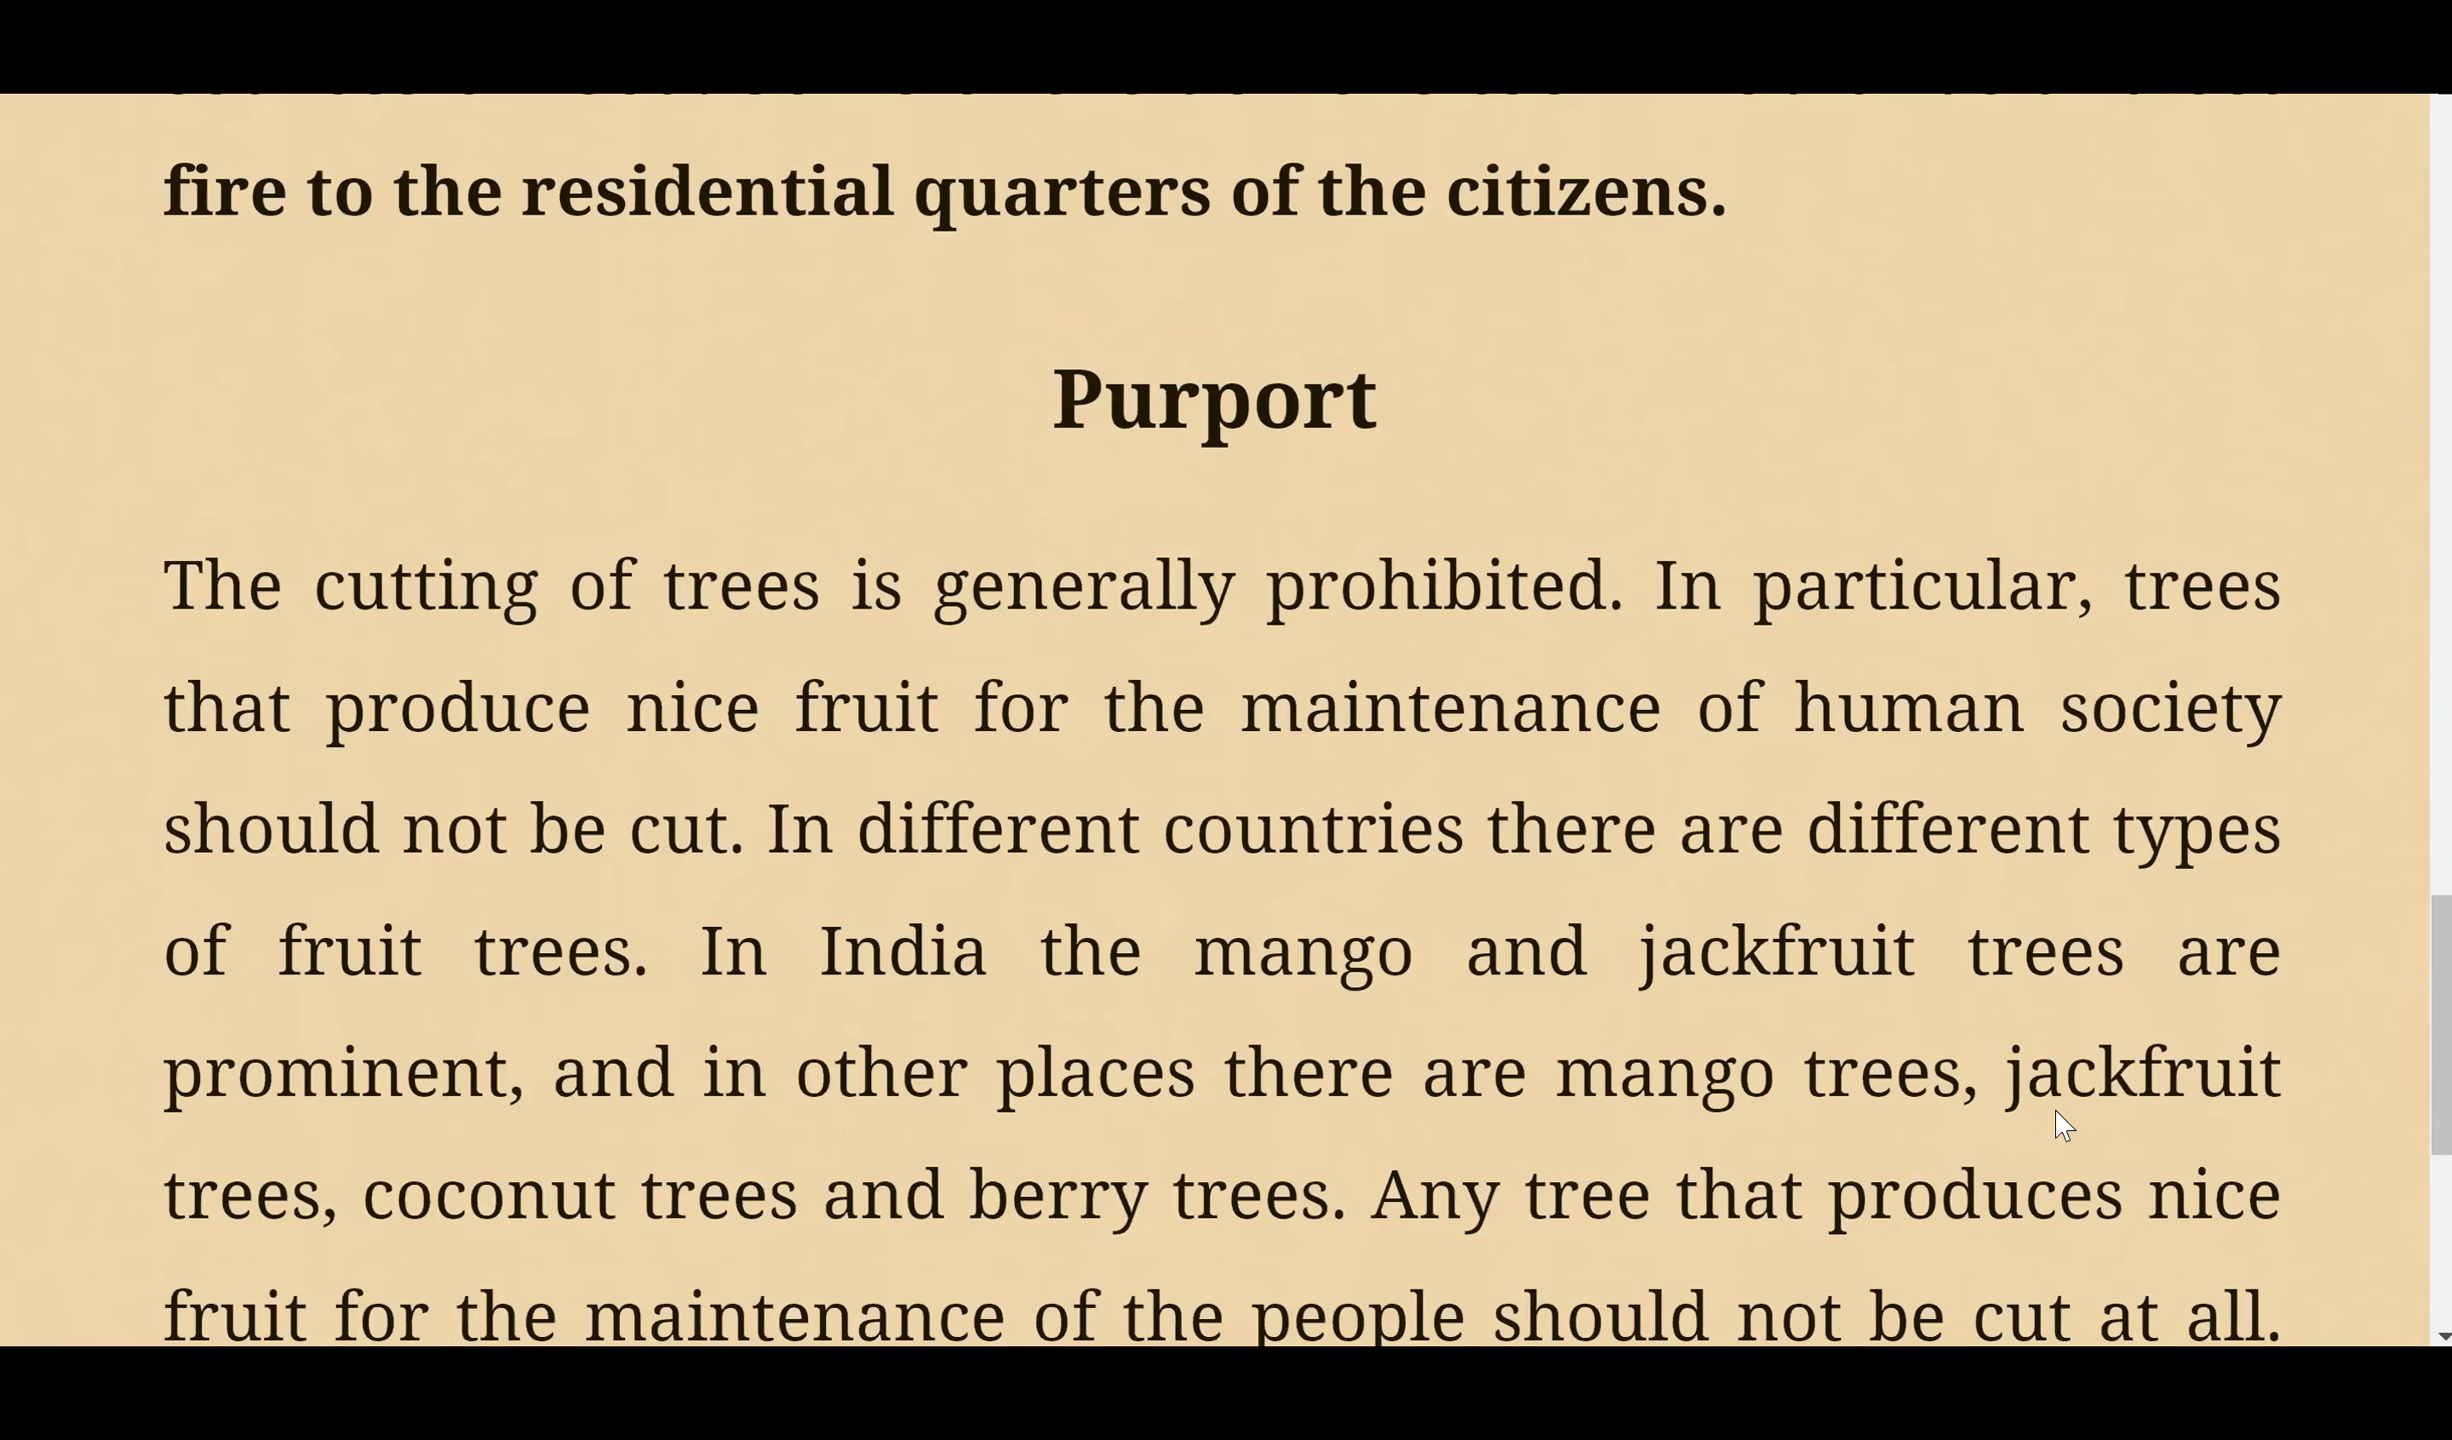 fire to the residential quarters of the citizens.
Purport
The cutting of trees is generally prohibited. In particular, trees
that produce nice fruit for the maintenance of human society
should not be cut. In different countries there are different types
of fruit trees. In India the mango and jackfruit trees are
prominent, and in other places there are mango trees, jackfruit
trees, coconut trees and berry trees. Any tree that produces nice
fruit for the maintenance of the people should not be cut at all.